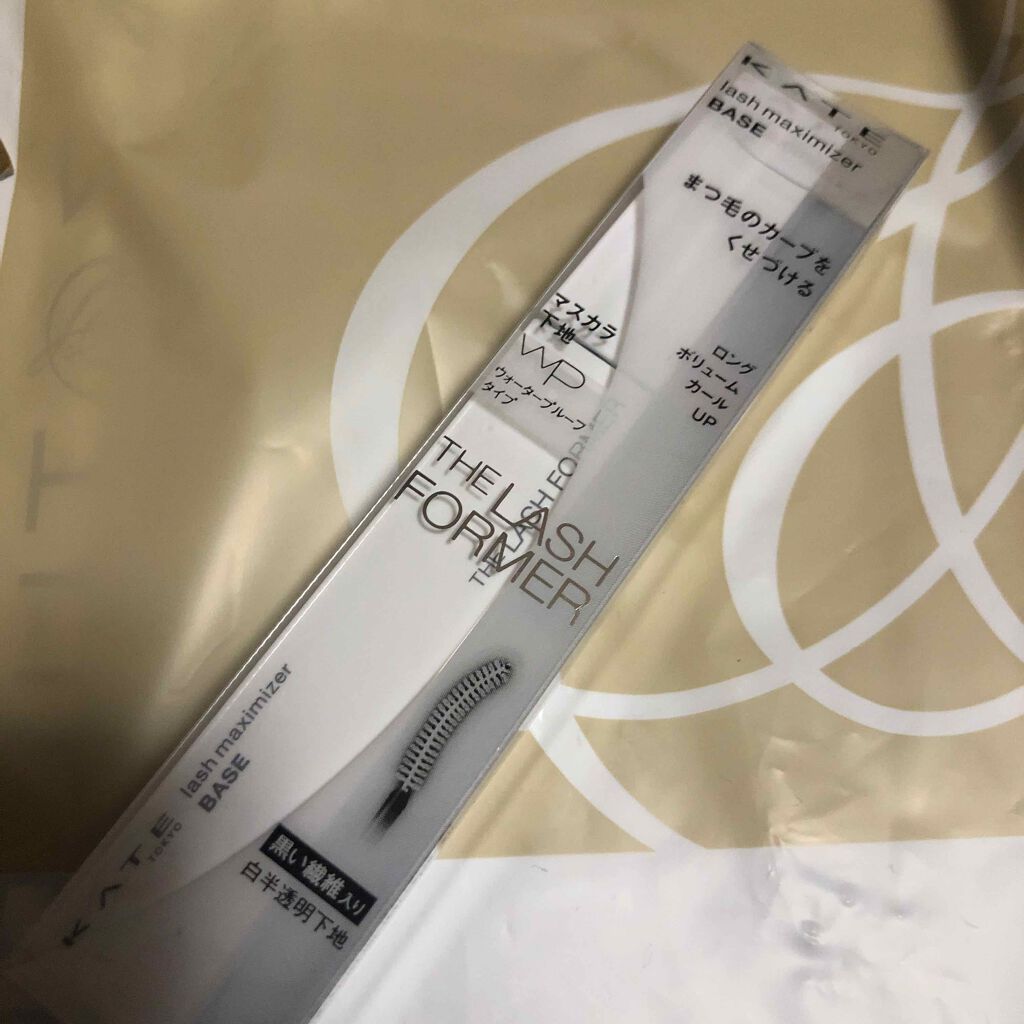 KATE
TOKYO
lash maximizer
BASE
まつ毛のカーブを
くせづける
マスカラ
下地
WP
ウォータープルーフ
タイプ
ロング
ボリューム
カール
UP
THE LASH
FORMER
THE LASH FORMER
KATE
TOKYO
lash maximizer
BASE
黒い繊維入り
白半透明下地